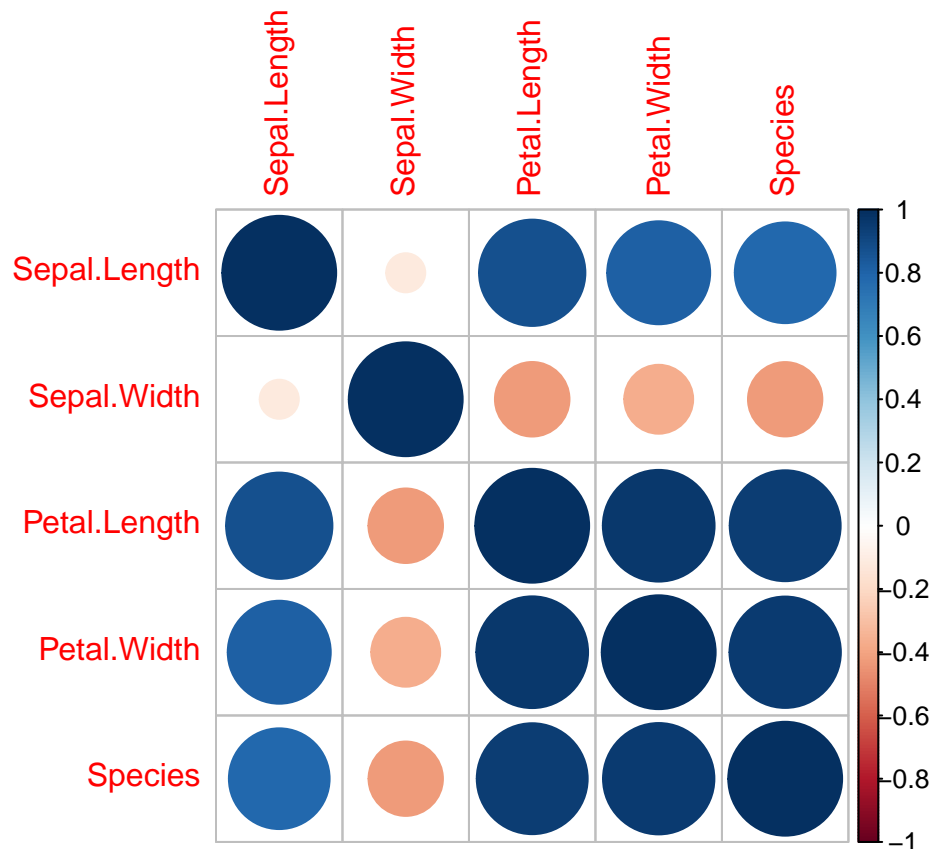 Sepal.Length
Sepal.Width
Petal.Length
Petal.Width
Species
Sepal.Length
Sepal.Width
Petal.Length
Petal.Width
Species
1
0.8
0.6
0.4
0.2
0
−0.2
−0.4
−0.6
−0.8
−1